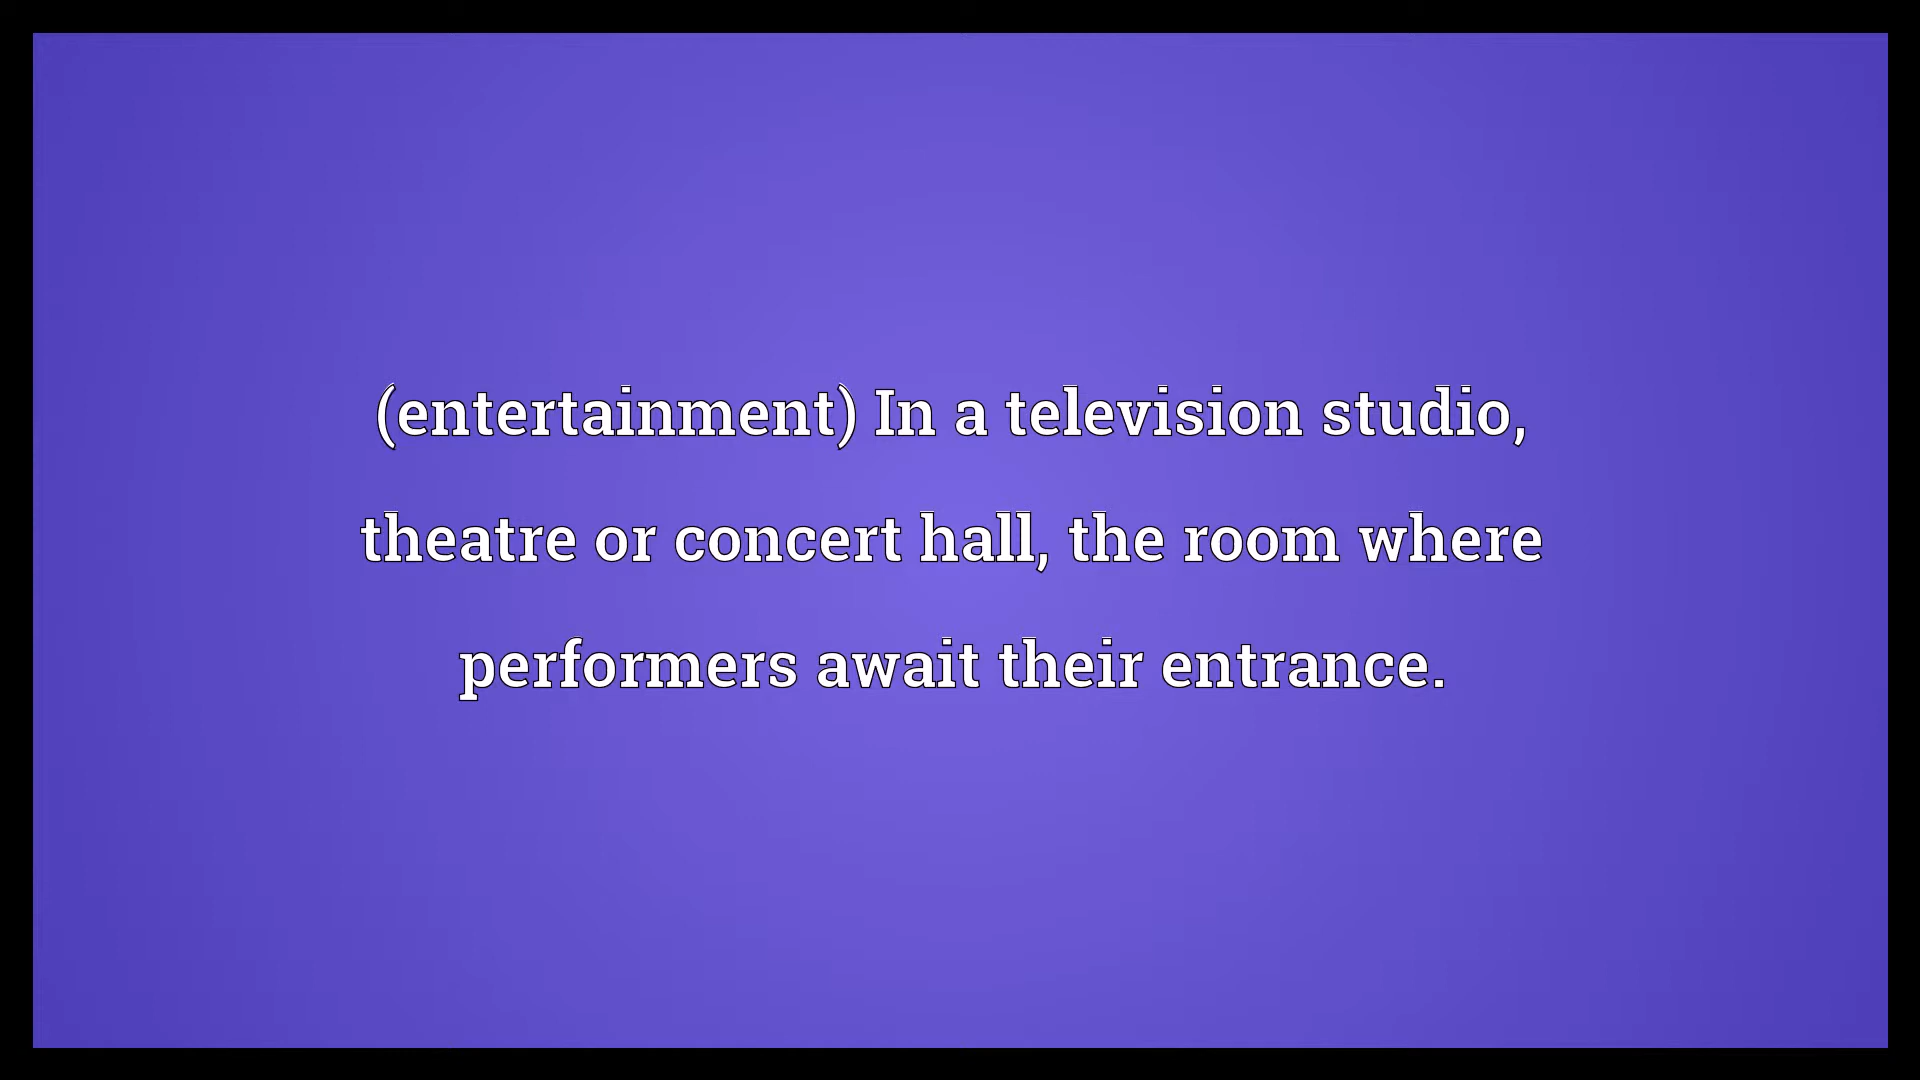 (entertainment) In a television studio,
theatre or concert hall, the room where
performers await their entrance.